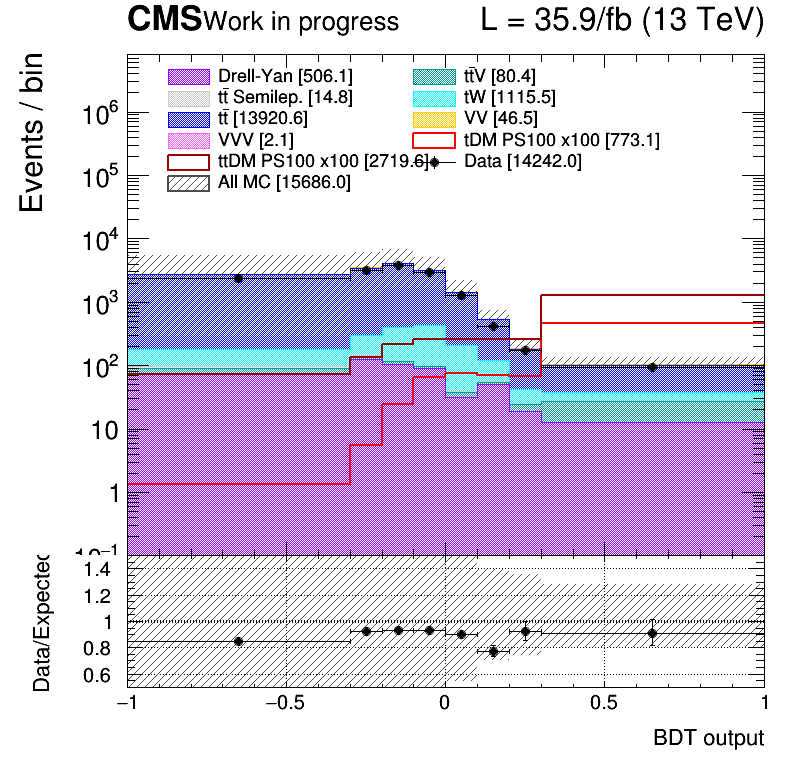 CMS Work in progress L = 35.9/fb (13 TeV)
Events / bin
Drell-Yan [506.1] tt̄V [80.4]
tt̄ Semilep. [14.8] tW [1115.5]
tt̄ [13920.6] VV [46.5]
VVV [2.1] tDM PS100 x100 [773.1]
ttDM PS100 x100 [2719.6] Data [14242.0]
All MC [15686.0]
10⁶
10⁵
10⁴
10³
10²
10
1
10⁻¹
Data/Expected
1.4
1.2
1
0.8
0.6
−1 −0.5 0 0.5 1
BDT output